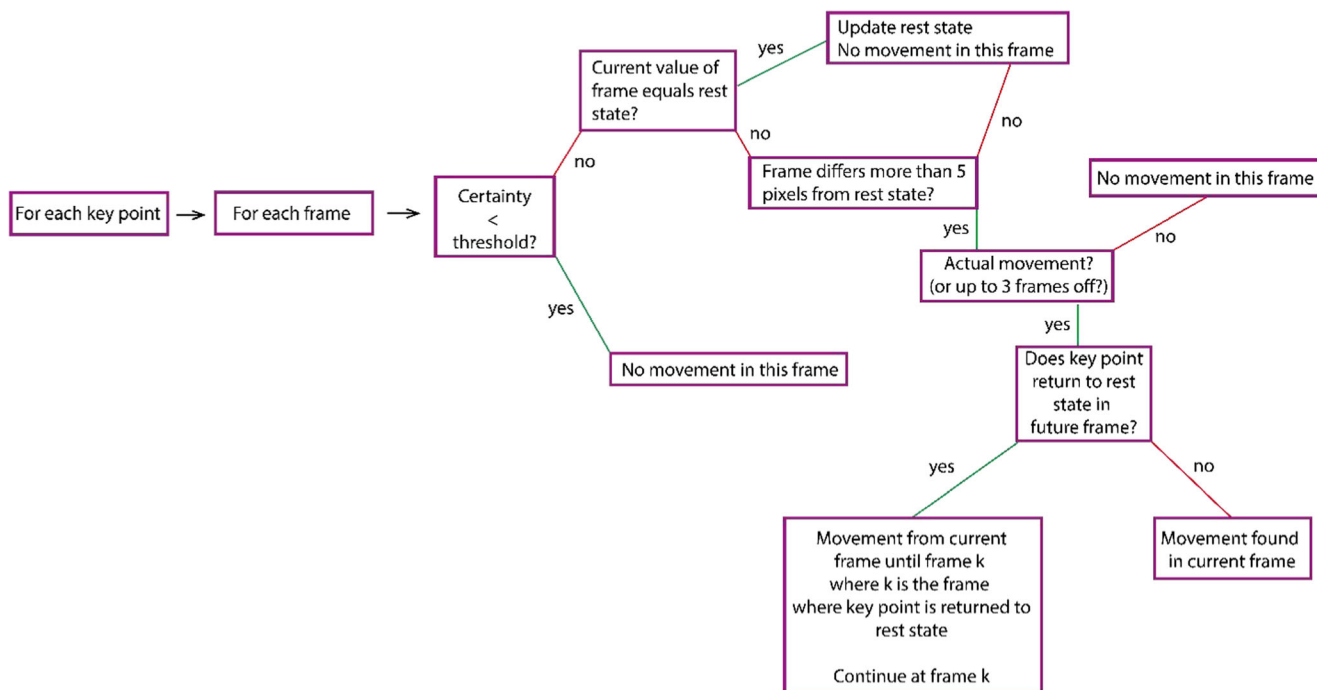 For each key point
For each frame
Certainty
<
threshold?
no
yes
Current value of
frame equals rest
state?
yes
no
Update rest state
No movement in this frame
Frame differs more than 5
pixels from rest state?
no
yes
No movement in this frame
Actual movement?
(or up to 3 frames off?)
no
yes
No movement in this frame
Does key point
return to rest
state in
future frame?
yes
no
Movement from current
frame until frame k
where k is the frame
where key point is returned to
rest state
Continue at frame k
Movement found
in current frame